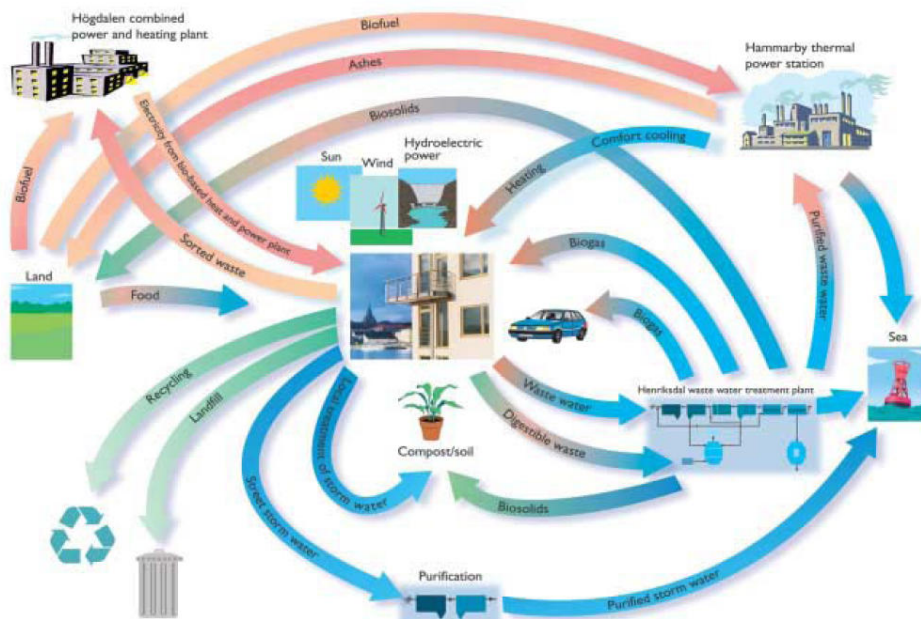 Högdalen combined
power and heating plant
Biofuel
Hammarby thermal
power station
Ashes
Biosolids
Electricity from bio-based heat and power plant
Comfort cooling
Heating
Hydroelectric
power
Sun
Wind
Biofuel
Sorted waste
Purified waste water
Biogas
Land
Food
Biogas
Sea
Recycling
Landfill
Waste water
Henriksdal waste water treatment plant
Digestible waste
Local treatment
of storm water
Compost/soil
Biosolids
Street storm water
Purification
Purified storm water